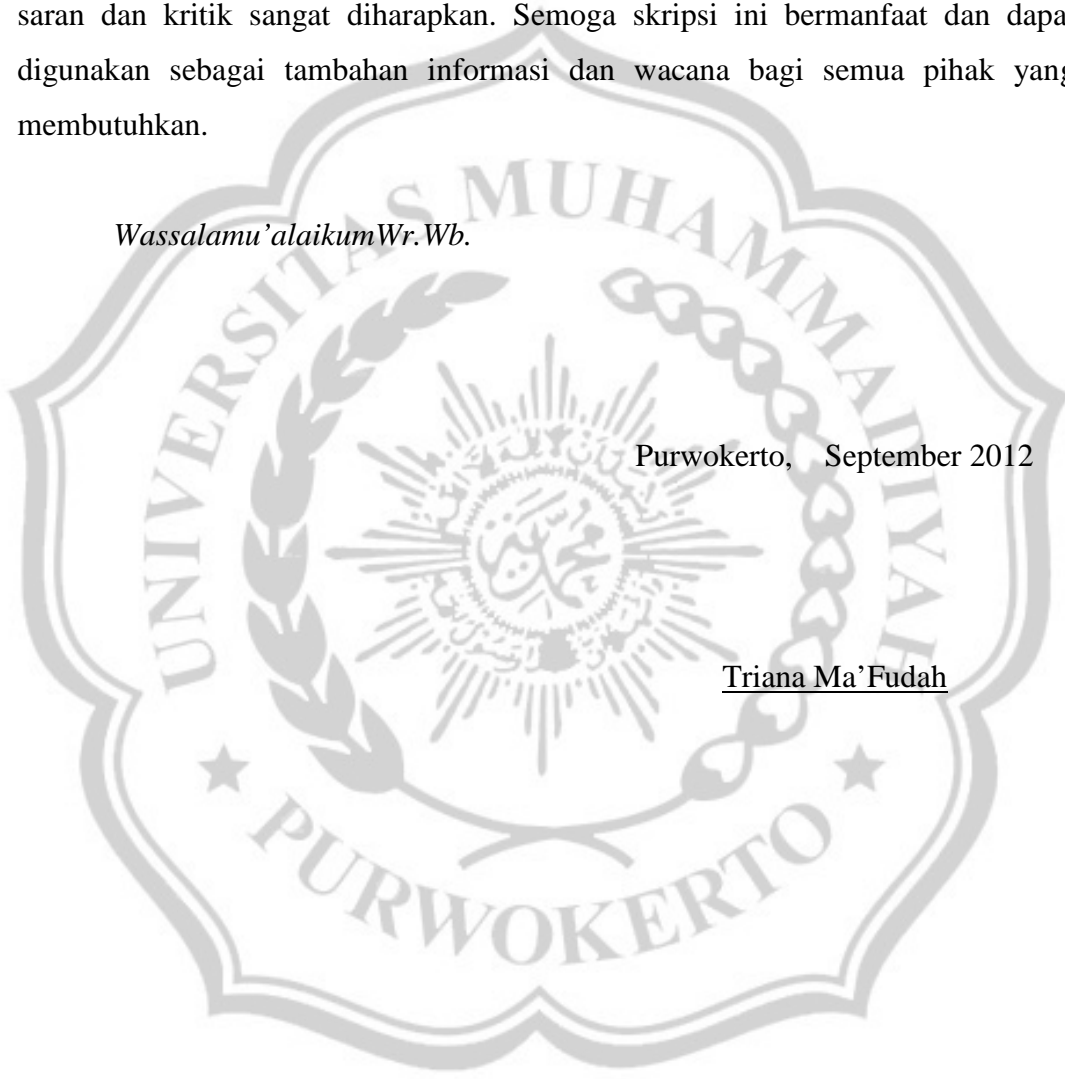 saran dan kritik sangat diharapkan. Semoga skripsi ini bermanfaat dan dapa
digunakan sebagai tambahan informasi dan wacana bagi semua pihak yang
membutuhkan.
Wassalamu’alaikumWr.Wb.
UNIVERSITAS MUHAMMADIYAH
Purwokerto, September 2012
Triana Ma’Fudah
PURWOKERTO